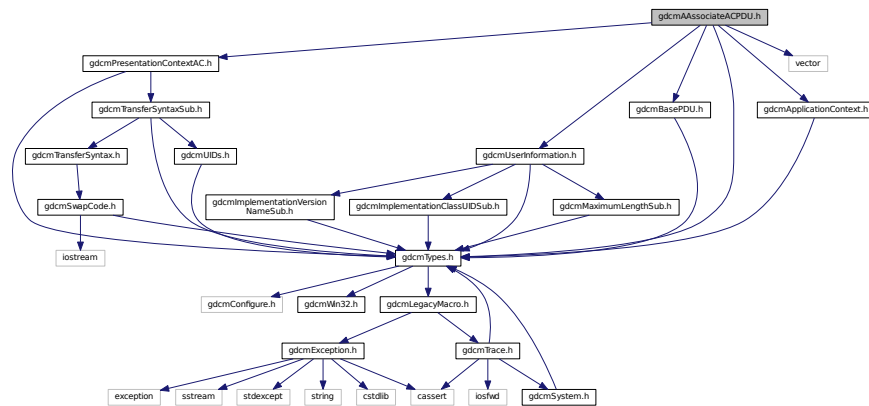 gdcmAAssociateACPDU.h
gdcmPresentationContextAC.h
vector
gdcmTransferSyntaxSub.h
gdcmBasePDU.h
gdcmApplicationContext.h
gdcmTransferSyntax.h
gdcmUIDs.h
gdcmUserInformation.h
gdcmSwapCode.h
gdcmImplementationVersion
NameSub.h
gdcmImplementationClassUIDSub.h
gdcmMaximumLengthSub.h
iostream
gdcmTypes.h
gdcmConfigure.h
gdcmWin32.h
gdcmLegacyMacro.h
gdcmException.h
gdcmTrace.h
exception
sstream
stdexcept
string
cstdlib
cassert
iosfwd
gdcmSystem.h